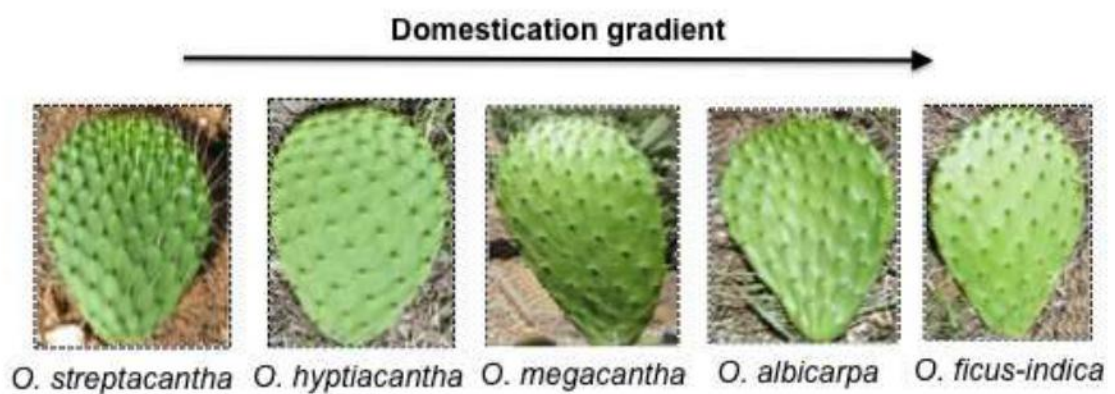 Domestication gradient
O. streptacantha O. hyptiacantha O. megacantha O. albicarpa O. ficus-indica